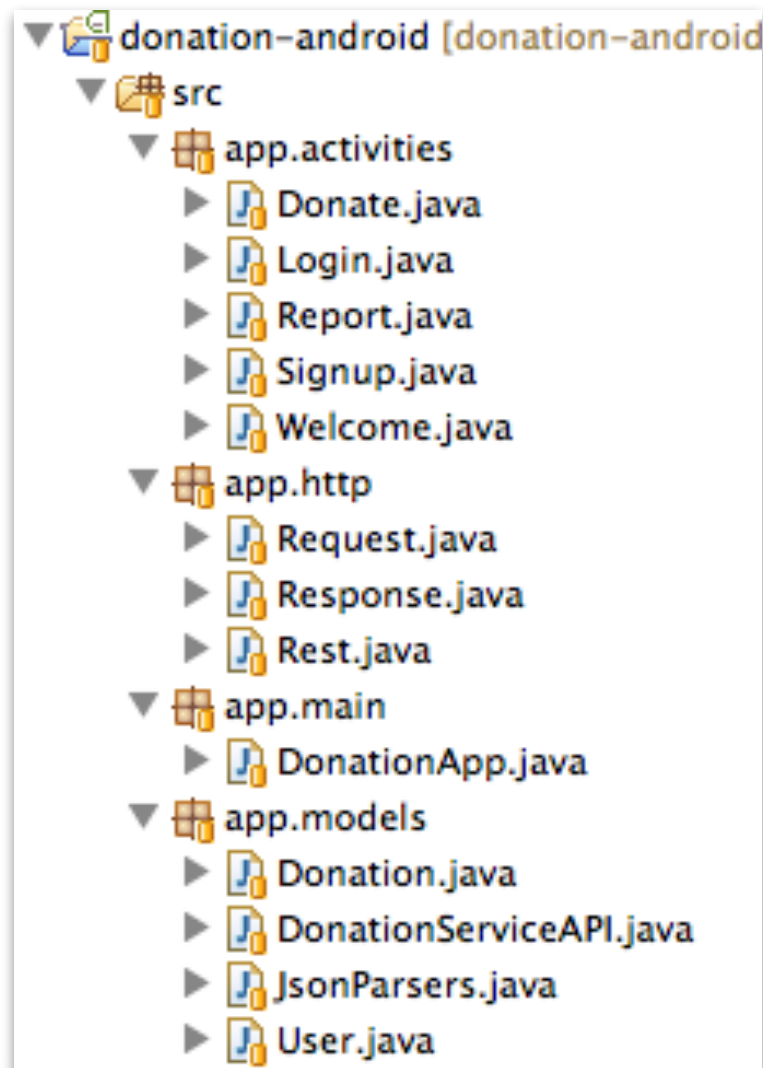 donation-android [donation-android
src
app.activities
Donate.java
Login.java
Report.java
Signup.java
Welcome.java
app.http
Request.java
Response.java
Rest.java
app.main
DonationApp.java
app.models
Donation.java
DonationServiceAPI.java
JsonParsers.java
User.java